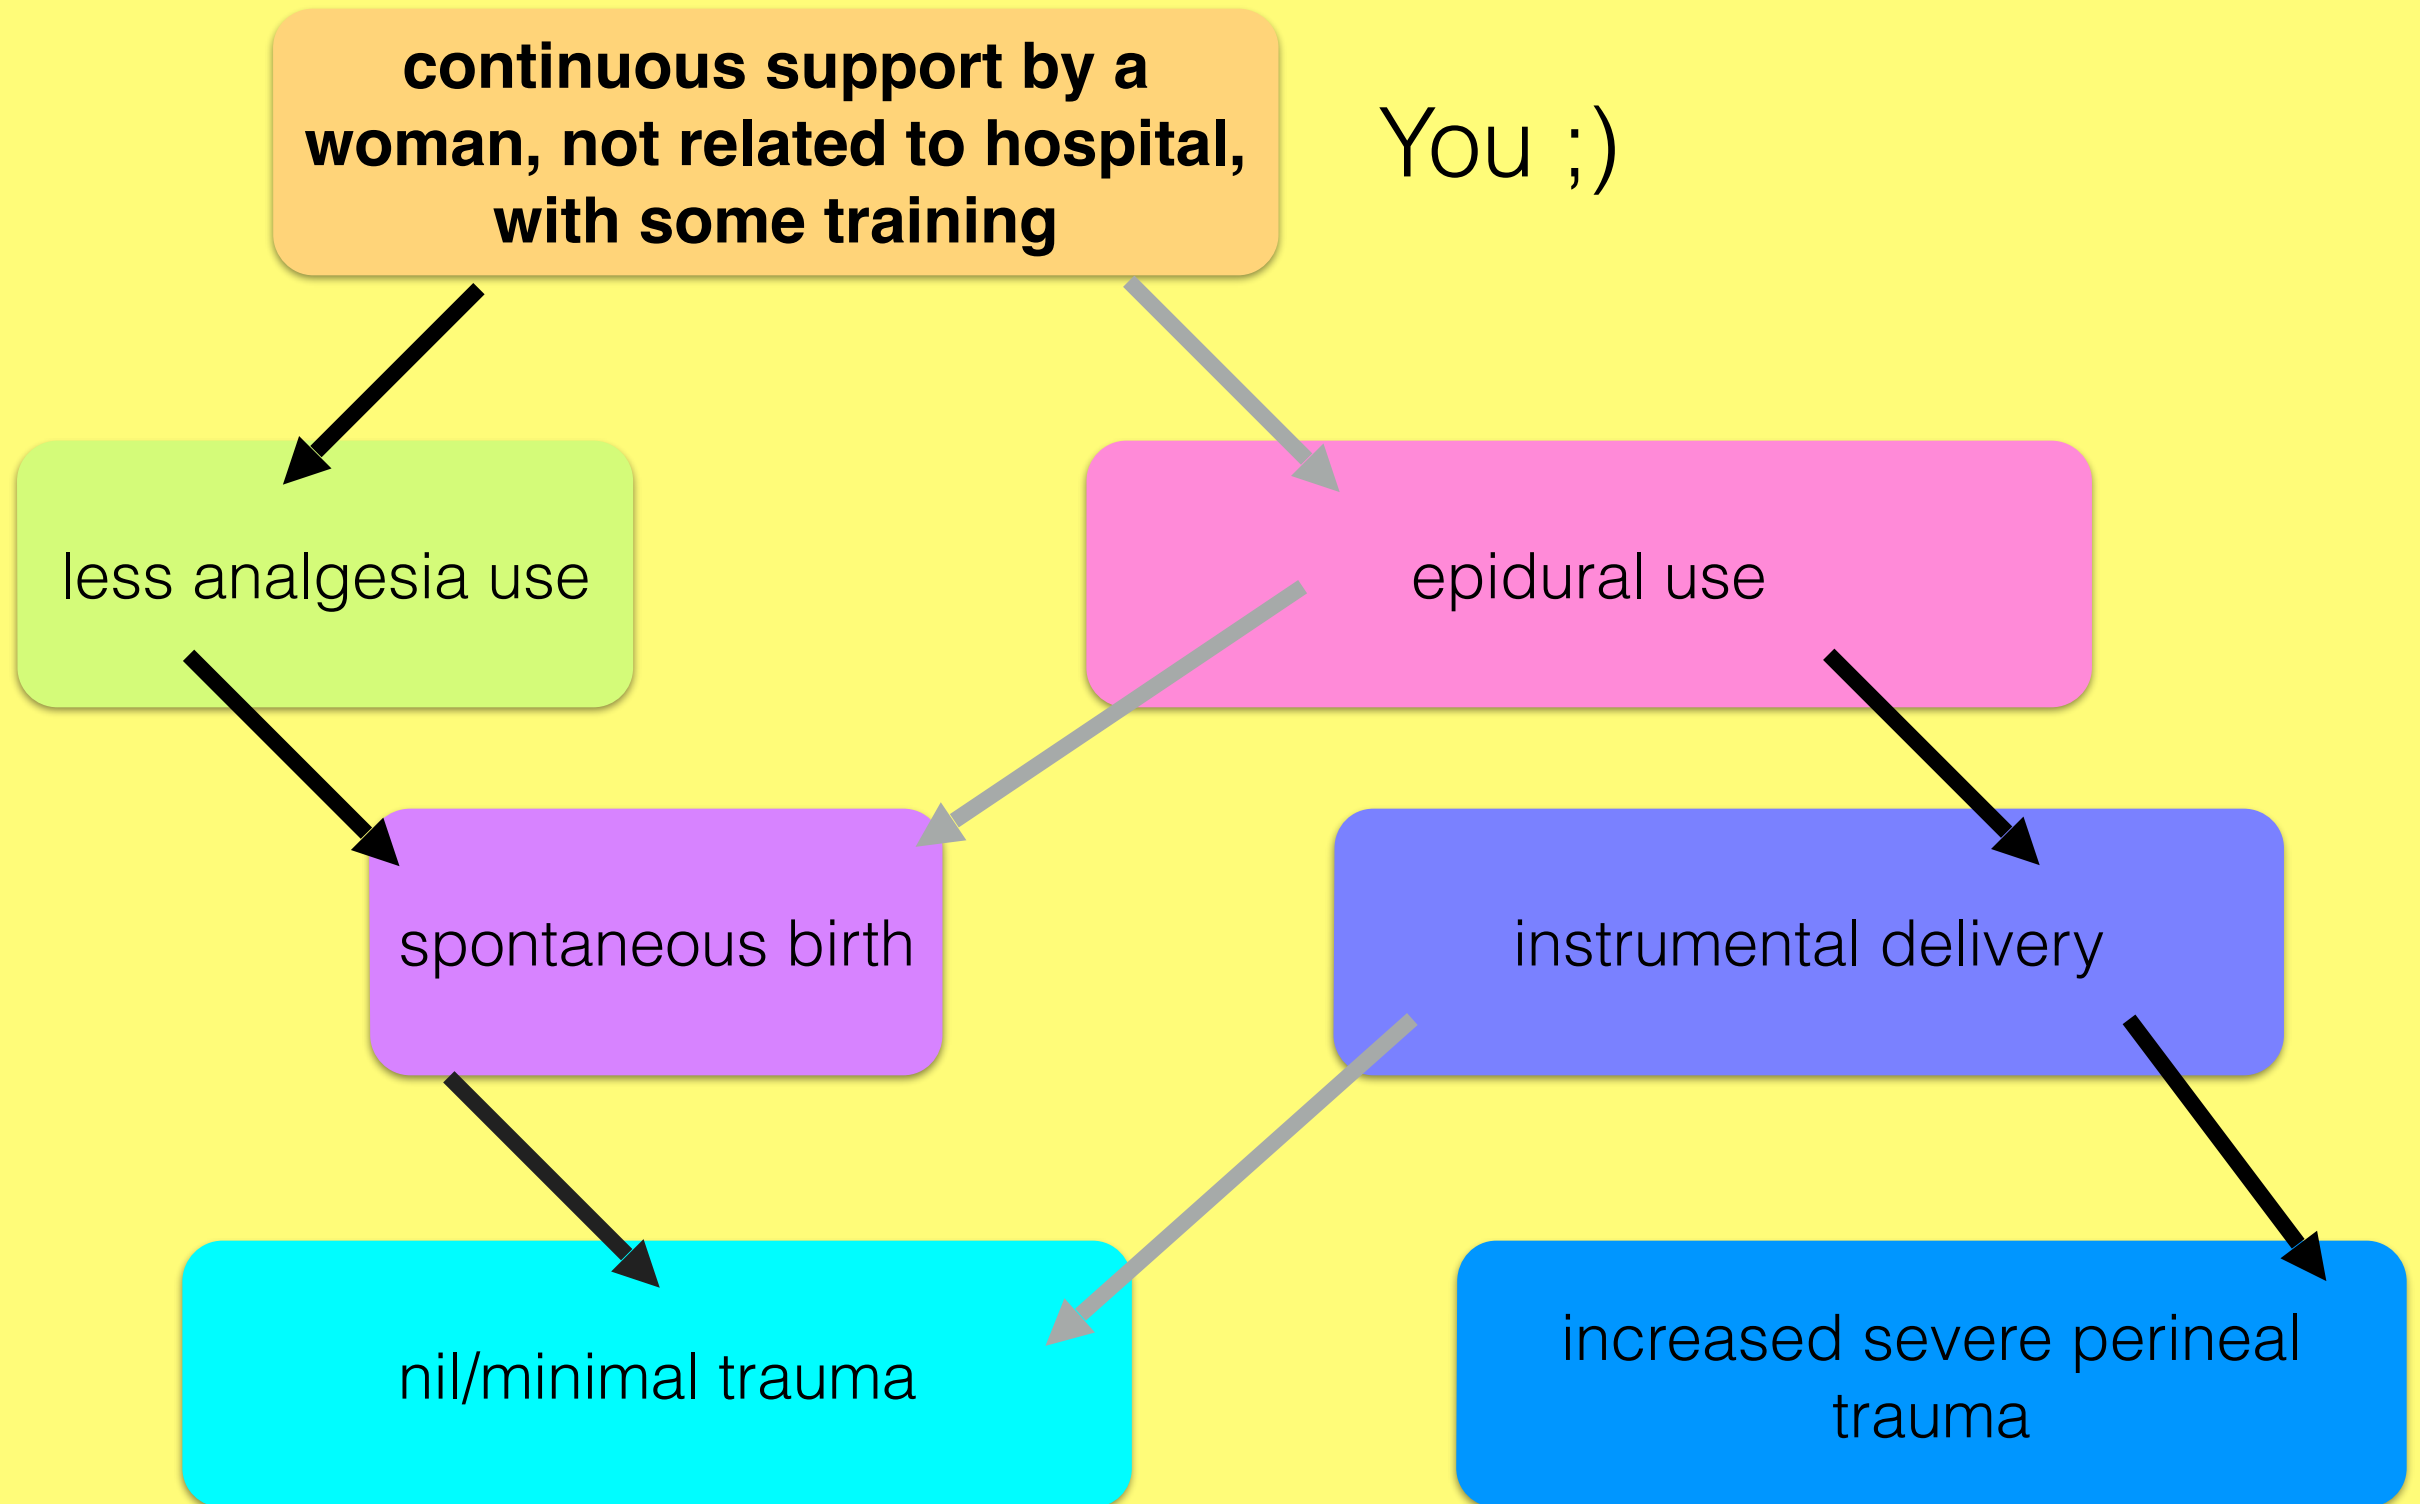 continuous support by a
woman, not related to hospital,
with some training
You ;)
less analgesia use
epidural use
spontaneous birth
instrumental delivery
nil/minimal trauma
increased severe perineal
trauma